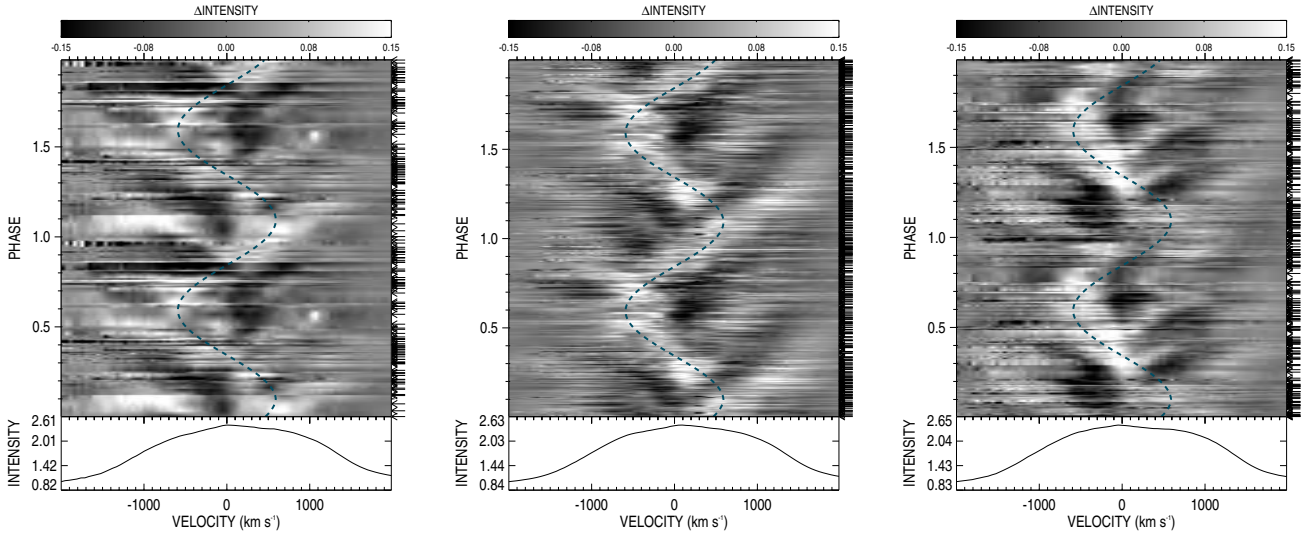 ΔINTENSITY
-0.15 -0.08 0.00 0.08 0.15
PHASE
1.5
1.0
0.5
INTENSITY
2.61
2.04
1.42
0.82
-1000 0 1000
VELOCITY (km s⁻¹)
ΔINTENSITY
-0.15 -0.08 0.00 0.08 0.15
PHASE
1.5
1.0
0.5
INTENSITY
2.63
2.03
1.44
0.84
-1000 0 1000
VELOCITY (km s⁻¹)
ΔINTENSITY
-0.15 -0.08 0.00 0.08 0.15
PHASE
1.5
1.0
0.5
INTENSITY
2.65
2.04
1.43
0.83
-1000 0 1000
VELOCITY (km s⁻¹)